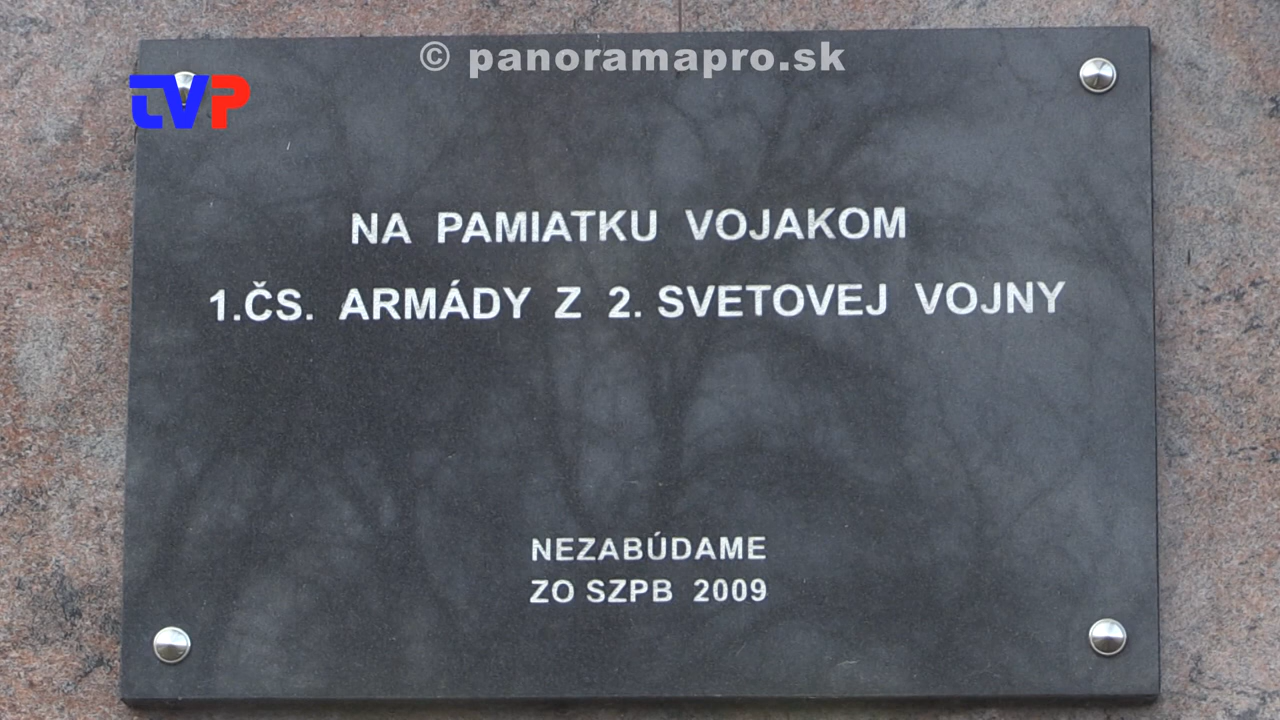 © panoramapro.sk
tVP
NA PAMIATKU VOJAKOM
1.ČS. ARMÁDY Z 2. SVETOVEJ VOJNY
NEZABÚDAME
ZO SZPB 2009